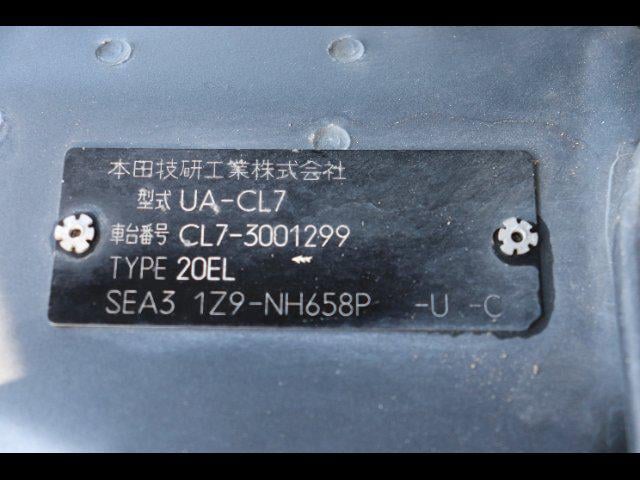 本田技研工業株式会社
型式 UA-CL7
車台番号 CL7-3001299
TYPE 20EL
SEA3 1Z9-NH658P -U -C